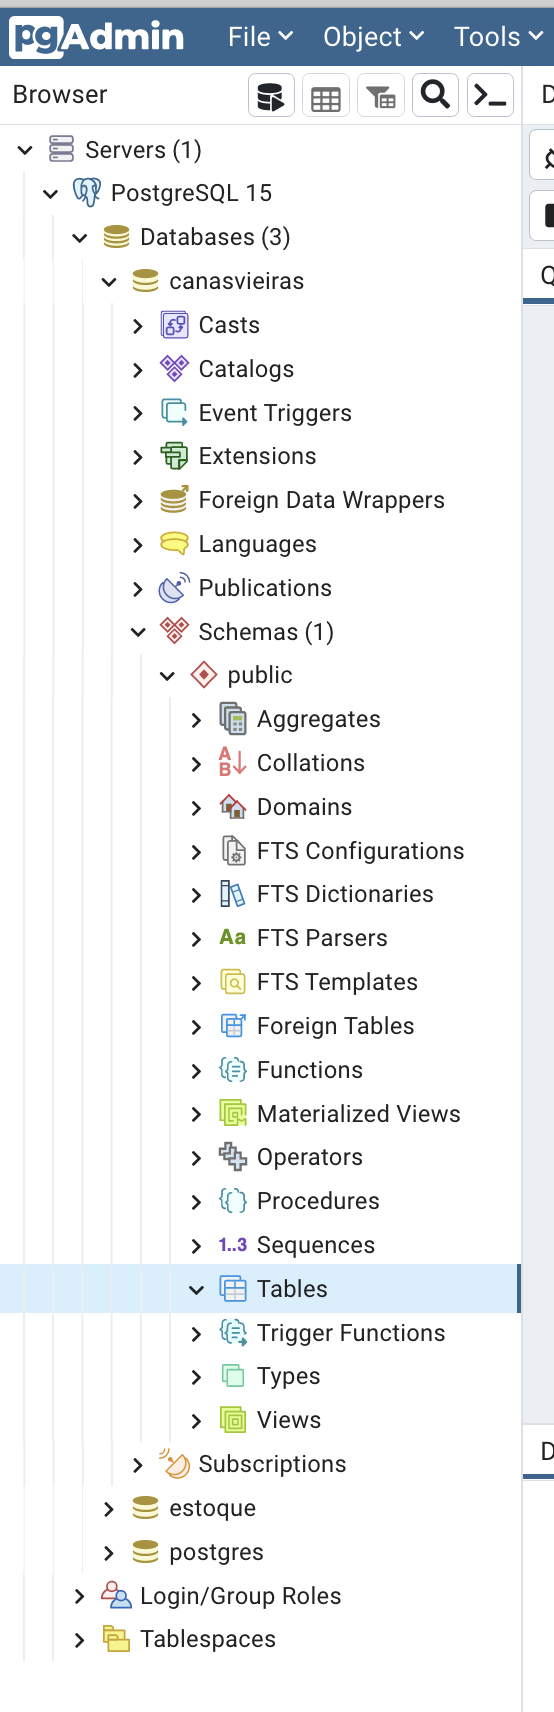 pgAdmin File Object Tools
Browser
Servers (1)
PostgreSQL 15
Databases (3)
canasvieiras
Casts
Catalogs
Event Triggers
Extensions
Foreign Data Wrappers
Languages
Publications
Schemas (1)
public
Aggregates
Collations
Domains
FTS Configurations
FTS Dictionaries
Aa FTS Parsers
FTS Templates
Foreign Tables
Functions
Materialized Views
Operators
Procedures
1..3 Sequences
Tables
Trigger Functions
Types
Views
Subscriptions
estoque
postgres
Login/Group Roles
Tablespaces